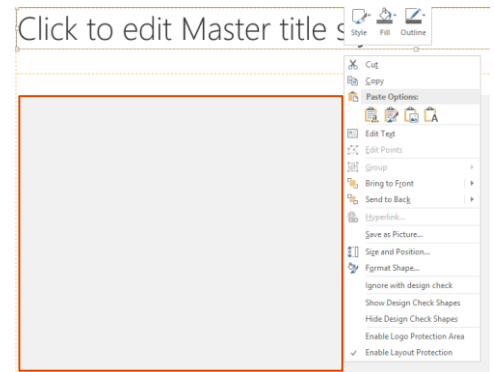 Click to edit Master title s
Style Fill Outline
Cut
Copy
Paste Options:
A
Edit Text
Edit Points
Group
Bring to Front
Send to Back
Hyperlink...
Save as Picture...
Size and Position...
Format Shape...
Ignore with design check
Show Design Check Shapes
Hide Design Check Shapes
Enable Logo Protection Area
Enable Layout Protection